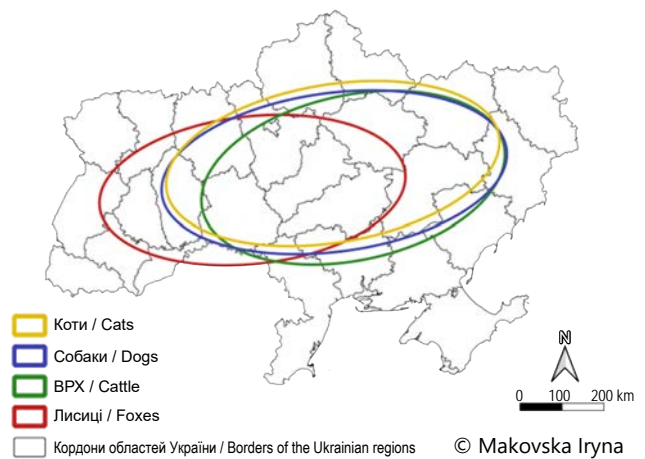 Коти / Cats
Собаки / Dogs
ВРХ / Cattle
Лисиці / Foxes
Кордони областей України / Borders of the Ukrainian regions
N
0 100 200 km
© Makovska Iryna